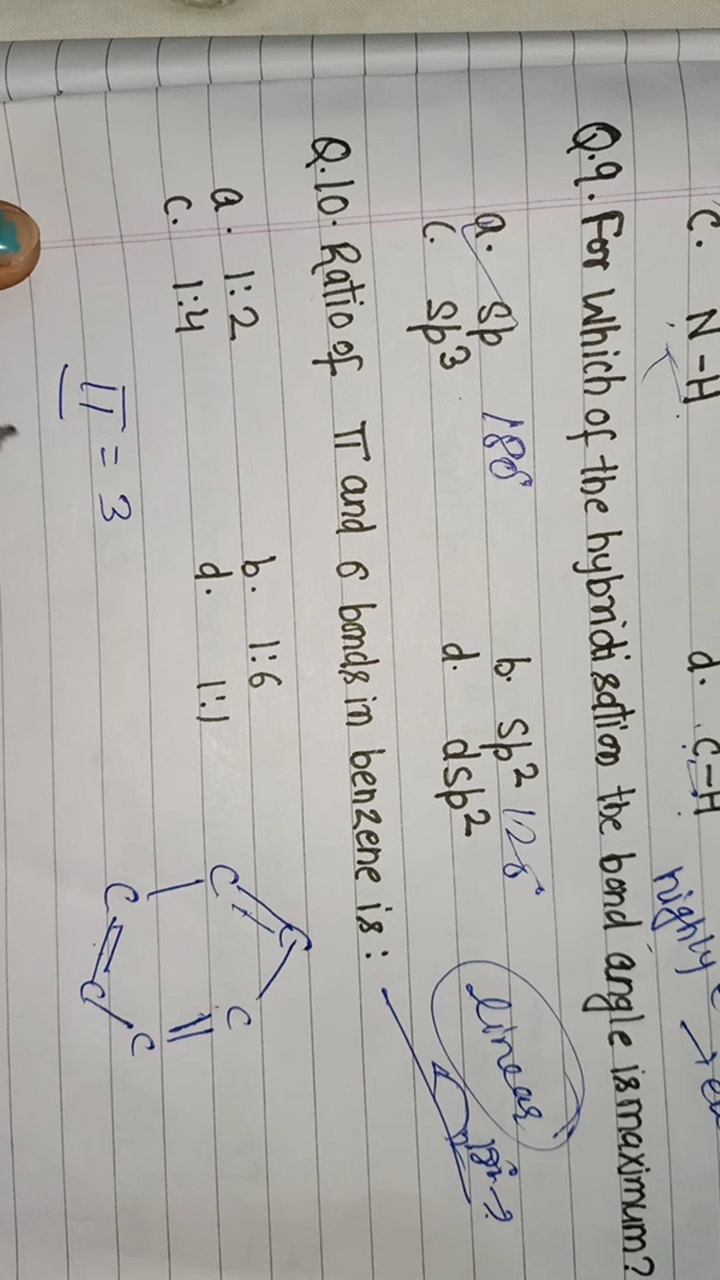 c. N-H d. C-H
highly
Q.9. For which of the hybridisation the bond angle is maximum?
a. sp 180° b. sp² 120°
c. sp³ d. dsp²
linear
Q.10. Ratio of π and σ bonds in benzene is:
a. 1:2 b. 1:6
c. 1:4 d. 1:1
π = 3
C C C C C C